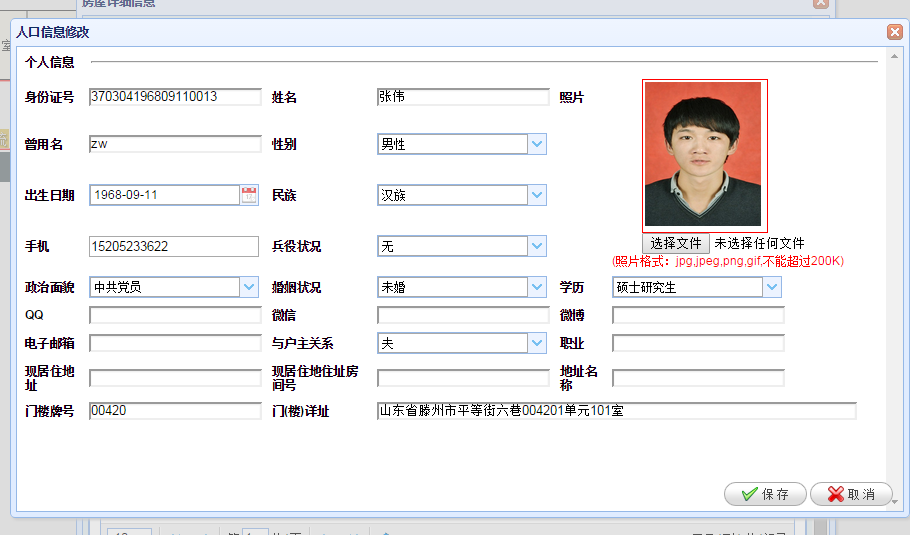 房屋详细信息
人口信息修改
个人信息
身份证号 370304196809110013 姓名 张伟 照片
曾用名 zw 性别 男性
出生日期 1968-09-11 民族 汉族
手机 15205233622 兵役状况 无
选择文件 未选择任何文件
(照片格式：jpg,jpeg,png,gif,不能超过200K)
政治面貌 中共党员 婚姻状况 未婚 学历 硕士研究生
QQ 微信 微博
电子邮箱 与户主关系 夫 职业
现居住地址 现居住地住址房间号 地址名称
门楼牌号 00420 门(楼)详址 山东省滕州市平等街六巷004201单元101室
保存 取消